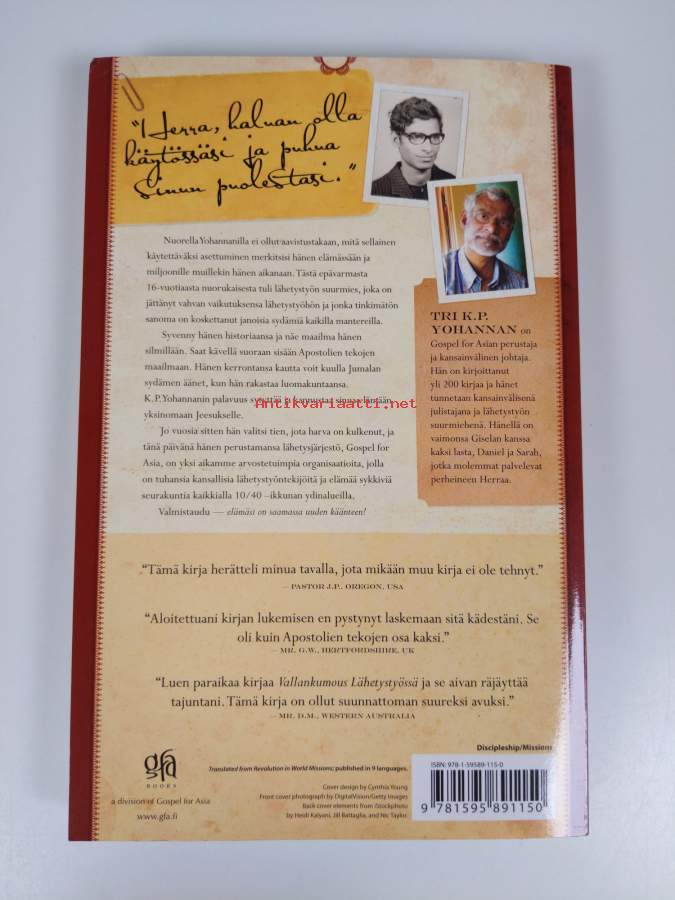 "Herra, haluan olla
käytössäsi ja puhua
Sinun puolestasi."
Nuorella Yohannanilla ei ollut aavistustakaan, mitä sellainen
käytettäväksi asettuminen merkitsisi hänen elämässään ja
miljoonille muillekin hänen aikanaan. Tästä epävarmasta
16-vuotiaasta nuorukaisesta tuli lähetystyön suurmies, joka on
jättänyt vahvan vaikutuksensa lähetystyöhön ja jonka tinkimätön
sanoma on koskettanut janoisia sydämiä kaikilla mantereilla.
Syvenny hänen historiaansa ja näe maailma hänen
silmillään. Saat kävellä suoraan sisään Apostolien tekojen
maailmaan. Hänen kerrontansa kautta voit kuulla Jumalan
sydämen äänet, kun hän rakastaa luomakuntaansa.
K.P. Yohannanin palavuus sytyttää ja kannustaa sinua elämään
yksinomaan Jeesukselle.
Jo vuosia sitten hän valitsi tien, jota harva on kulkenut, ja
tänä päivänä hänen perustamansa lähetysjärjestö, Gospel for
Asia, on yksi aikamme arvostetuimpia organisaatioita, jolla
on tuhansia kansallisia lähetystyöntekijöitä ja elämää sykkiviä
seurakuntia kaikkialla 10/40 –ikkunan ydinalueilla.
Valmistaudu — elämäsi on saamassa uuden käänteen!
TRI K.P.
YOHANNAN on
Gospel for Asian perustaja
ja kansainvälinen johtaja.
Hän on kirjoittanut
yli 200 kirjaa ja hänet
tunnetaan kansainvälisenä
julistajana ja lähetystyön
suurmiehenä. Hänellä on
vaimonsa Giselan kanssa
kaksi lasta, Daniel ja Sarah,
jotka molemmat palvelevat
perheineen Herraa.
Antikvariaatti.net
"Tämä kirja herätteli minua tavalla, jota mikään muu kirja ei ole tehnyt."
— PASTOR J.P., OREGON, USA
"Aloitettuani kirjan lukemisen en pystynyt laskemaan sitä kädestäni. Se
oli kuin Apostolien tekojen osa kaksi."
— MR. G.W., HERTFORDSHIRE, UK
"Luen paraikaa kirjaa Vallankumous Lähetystyössä ja se aivan räjäyttää
tajuntani. Tämä kirja on ollut suunnattoman suureksi avuksi."
— MR. D.M., WESTERN AUSTRALIA
gfa
BOOKS
a division of Gospel for Asia
www.gfa.fi
Translated from Revolution in World Missions; published in 9 languages.
Cover design by Cynthia Young
Front cover photograph by DigitalVision/Getty Images
Back cover elements from iStockphoto
by Heidi Kalyani, Jill Battaglia, and Nic Taylor
Discipleship/Missions
ISBN: 978-1-59589-115-0
9 781595 891150